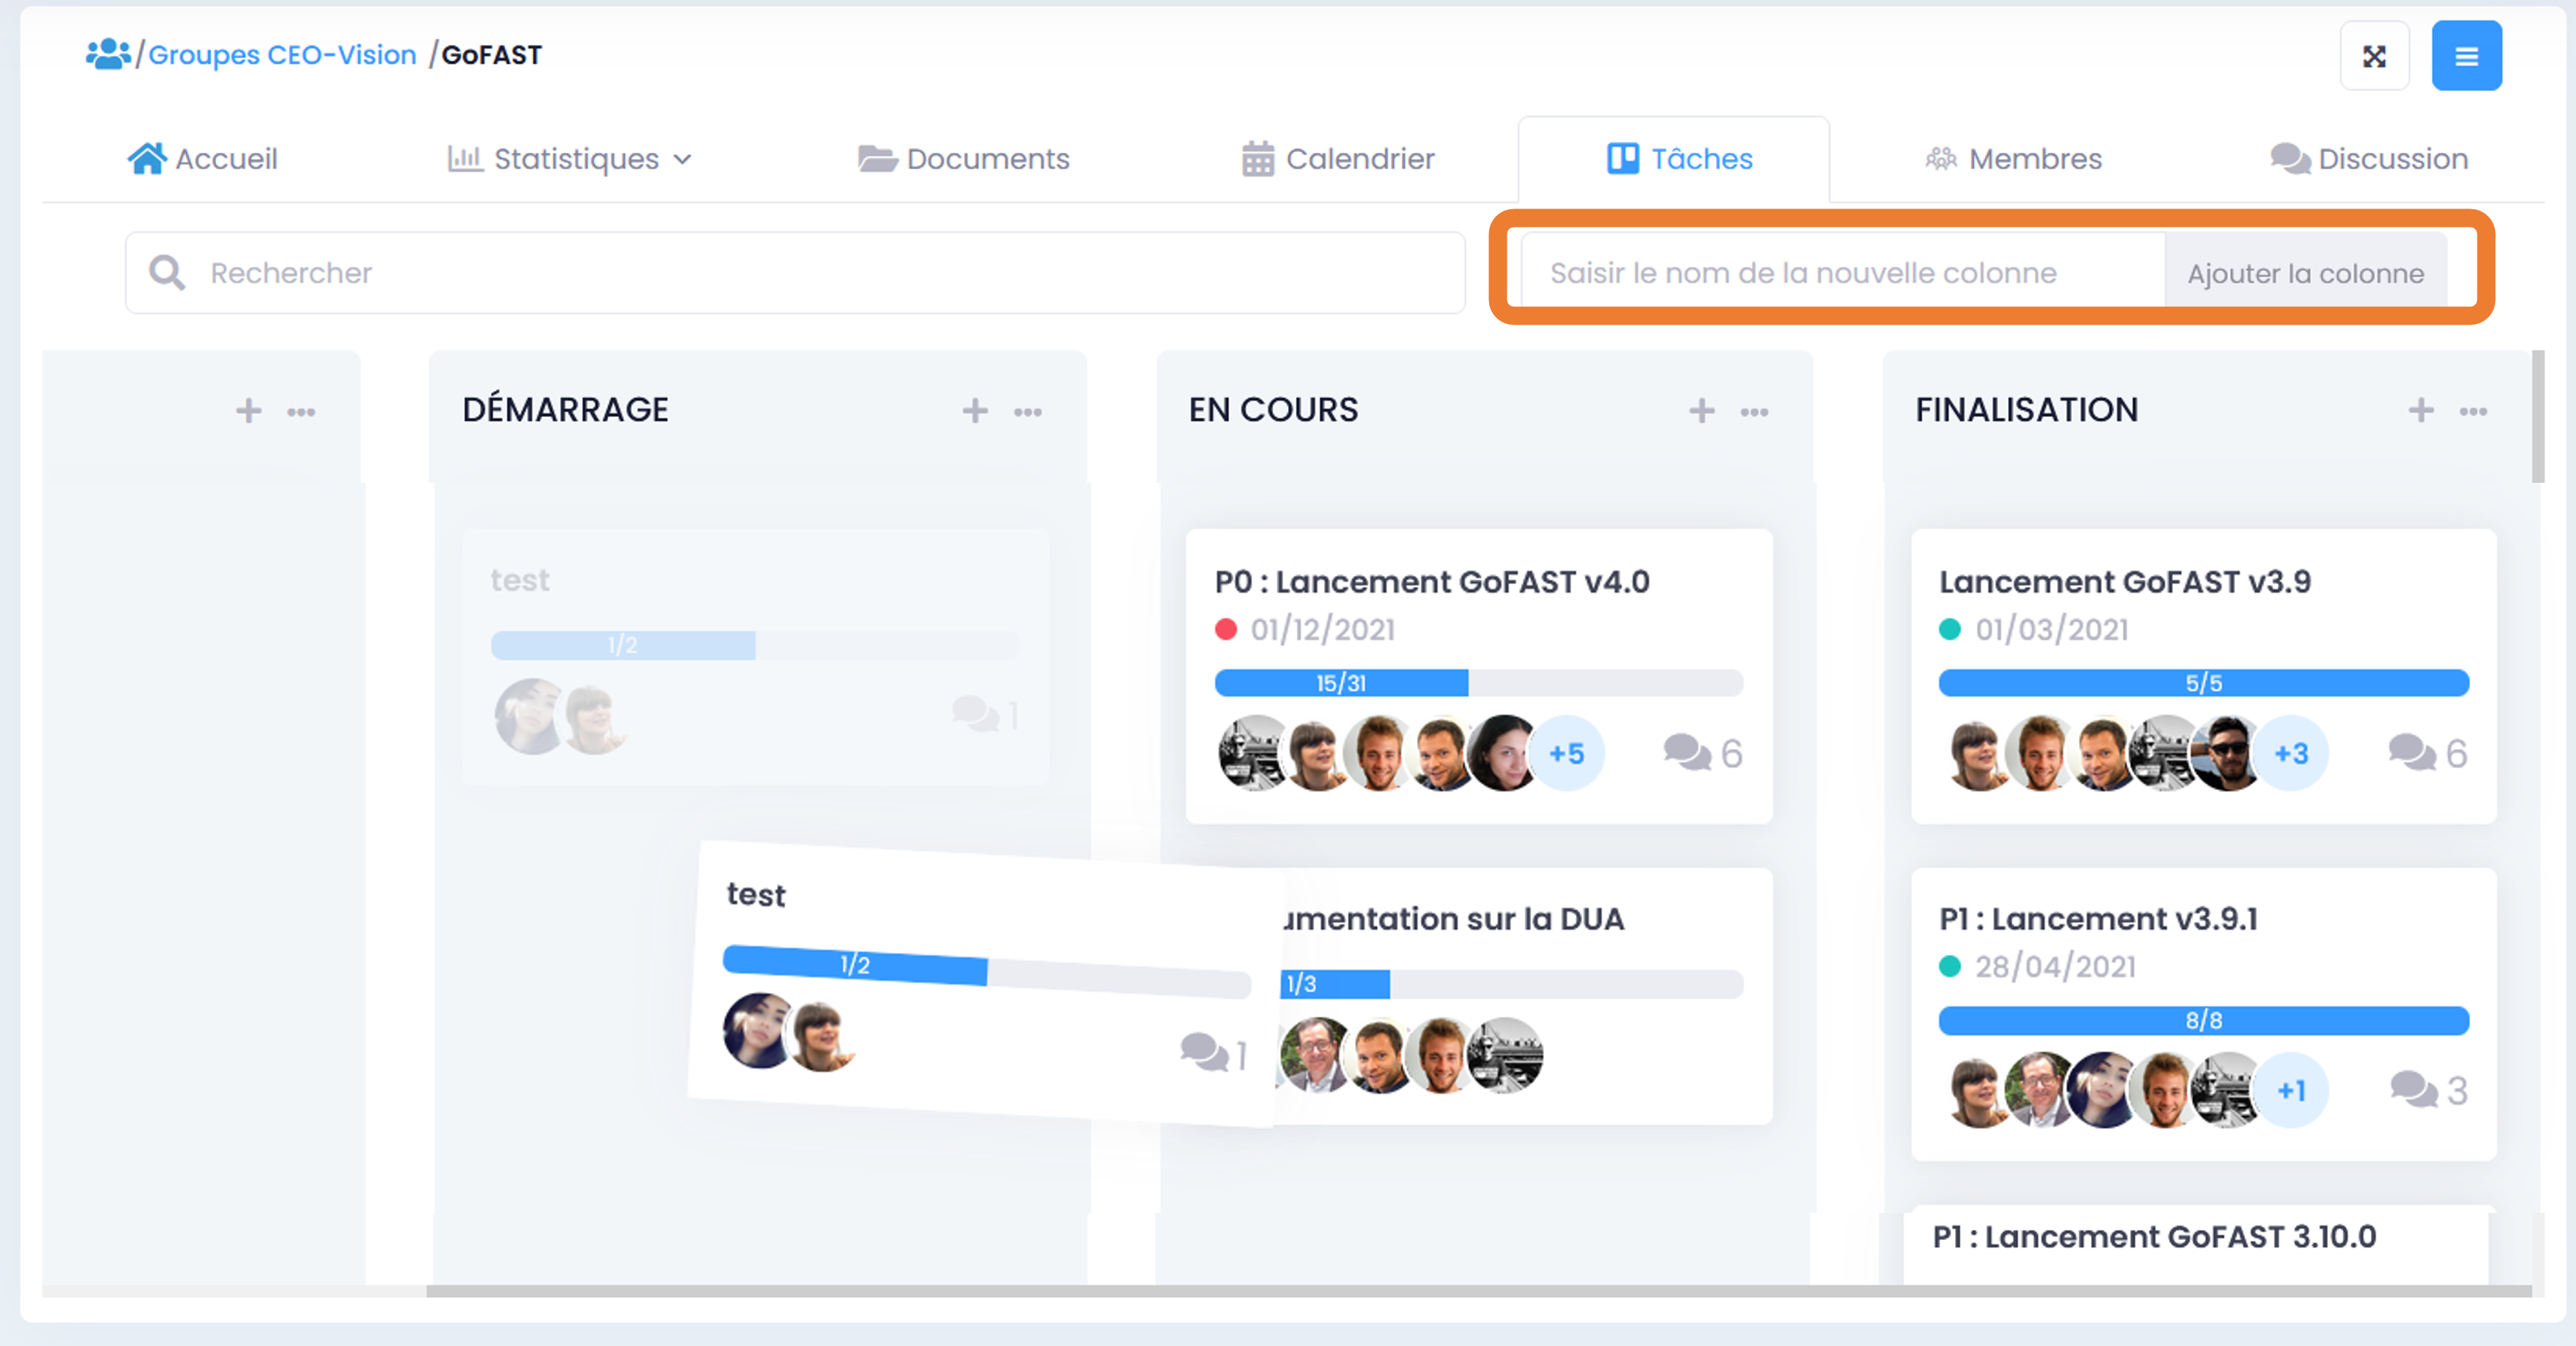 /Groupes CEO-Vision /GoFAST
Accueil
Statistiques
Documents
Calendrier
Tâches
Membres
Discussion
Rechercher
Saisir le nom de la nouvelle colonne
Ajouter la colonne
DÉMARRAGE
test
1/2
1
test
1/2
1
EN COURS
P0 : Lancement GoFAST v4.0
01/12/2021
15/31
+5
6
umentation sur la DUA
1/3
FINALISATION
Lancement GoFAST v3.9
01/03/2021
5/5
+3
6
P1 : Lancement v3.9.1
28/04/2021
8/8
+1
3
P1 : Lancement GoFAST 3.10.0